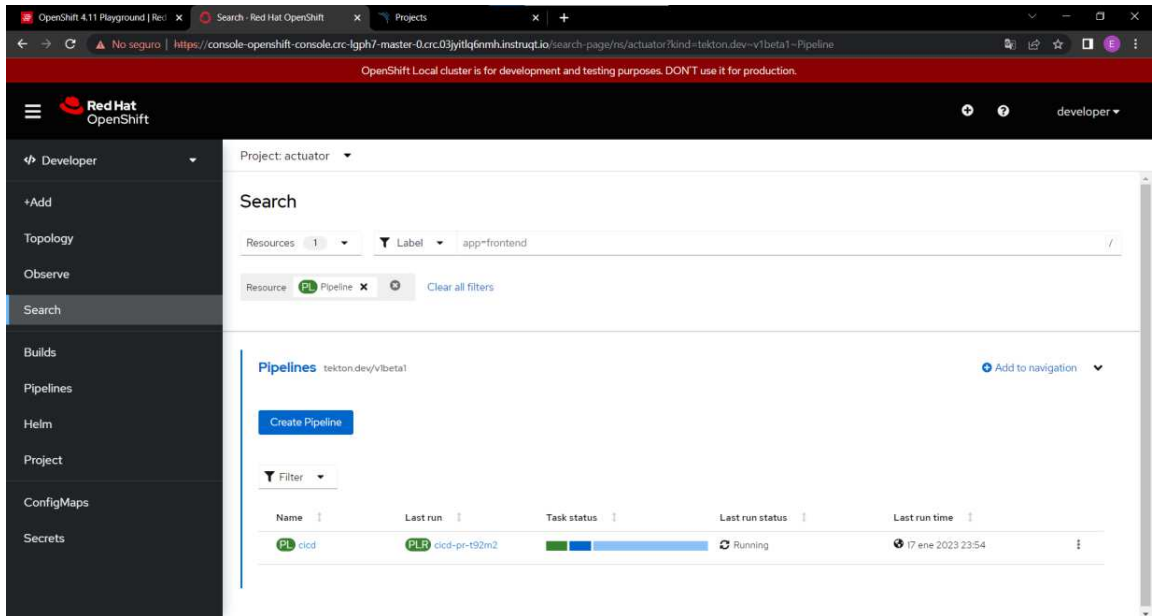 OpenShift 4.11 Playground | Red
Search · Red Hat OpenShift
Projects
No seguro | https://console-openshift-console.crc-lgph7-master-0.crc.03jyitlq6nmh.instruqt.io/search-page/ns/actuator?kind=tekton.dev~v1beta1~Pipeline
E
OpenShift Local cluster is for development and testing purposes. DON'T use it for production.
Red Hat
OpenShift
developer
</> Developer
Project: actuator
+Add
Search
Topology
Resources 1
Label
app=frontend
/
Observe
Resource PL Pipeline
Clear all filters
Search
Builds
Pipelines tekton.dev/v1beta1
Add to navigation
Pipelines
Helm
Create Pipeline
Project
Filter
ConfigMaps
Name Last run Task status Last run status Last run time
Secrets
PL cicd PLR cicd-pr-t92m2 Running 17 ene 2023 23:54